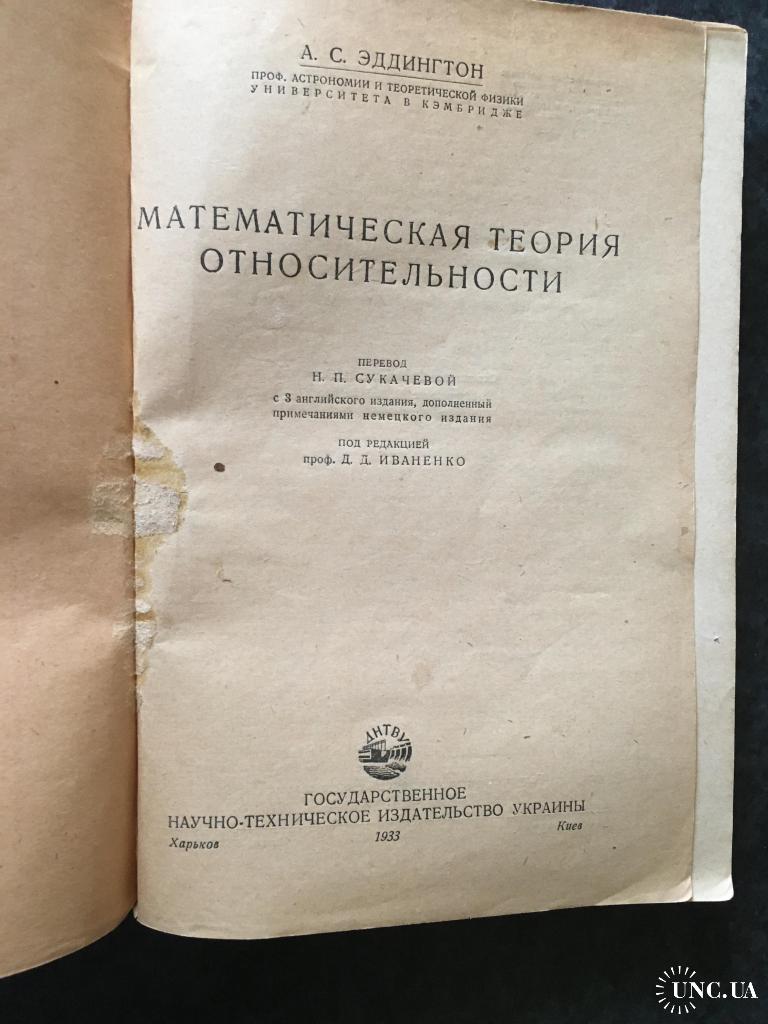 А. С. ЭДДИНГТОН
ПРОФ. АСТРОНОМИИ И ТЕОРЕТИЧЕСКОЙ ФИЗИКИ
УНИВЕРСИТЕТА В КЭМБРИДЖЕ
МАТЕМАТИЧЕСКАЯ ТЕОРИЯ
ОТНОСИТЕЛЬНОСТИ
ПЕРЕВОД
Н. П. СУКАЧЕВОЙ
с 3 английского издания, дополненный
примечаниями немецкого издания
ПОД РЕДАКЦИЕЙ
проф. Д. Д. ИВАНЕНКО
ДНТВУ
ГОСУДАРСТВЕННОЕ
НАУЧНО-ТЕХНИЧЕСКОЕ ИЗДАТЕЛЬСТВО УКРАИНЫ
Харьков 1933 Киев
UNC.UA